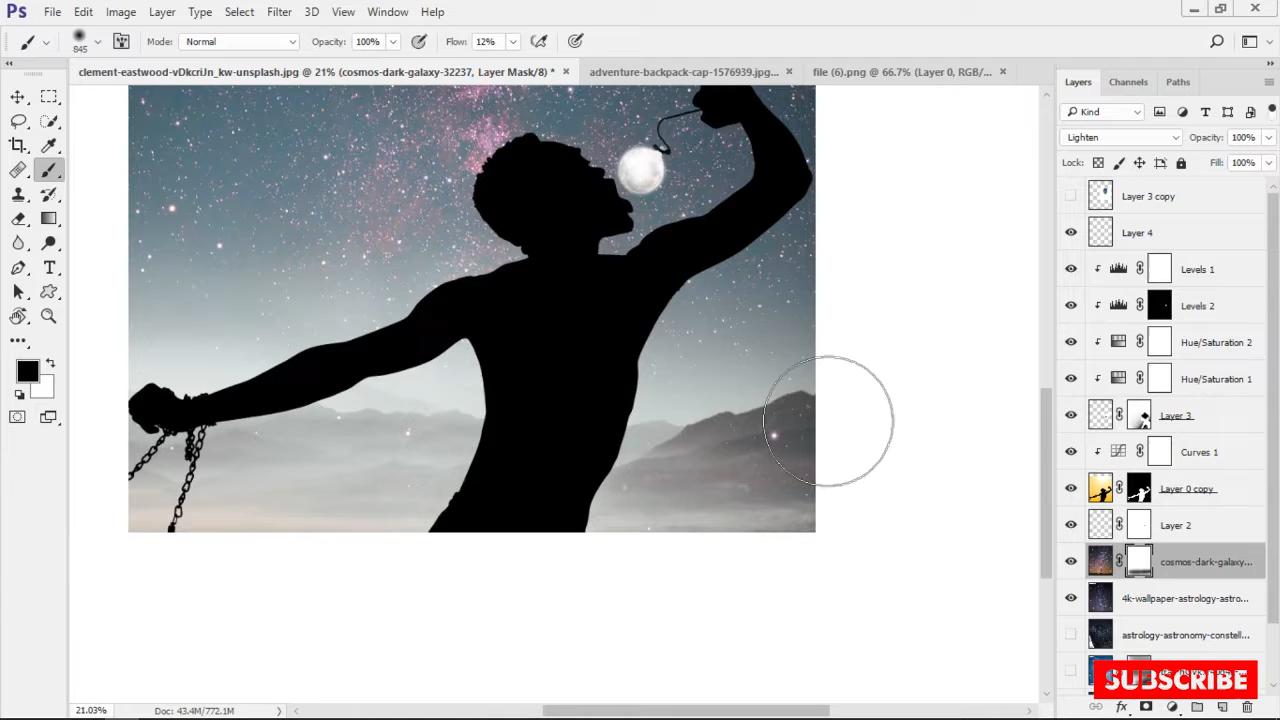 Ps File Edit Image Layer Type Select Filter 3D View Window Help
845 Mode: Normal Opacity: 100% Flow: 12%
clement-eastwood-vDkcriJn_kw-unsplash.jpg @ 21% (cosmos-dark-galaxy-32237, Layer Mask/8) * × adventure-backpack-cap-1576939.jpg... × file (6).png @ 66.7% (Layer 0, RGB/... ×
Layers Channels Paths
Kind
Lighten Opacity: 100%
Lock: Fill: 100%
Layer 3 copy
Layer 4
Levels 1
Levels 2
Hue/Saturation 2
Hue/Saturation 1
Layer 3
Curves 1
Layer 0 copy
Layer 2
cosmos-dark-galaxy...
4k-wallpaper-astrology-astro...
astrology-astronomy-constell...
SUBSCRIBE
21.03% Doc: 43.4M/772.1M
fx